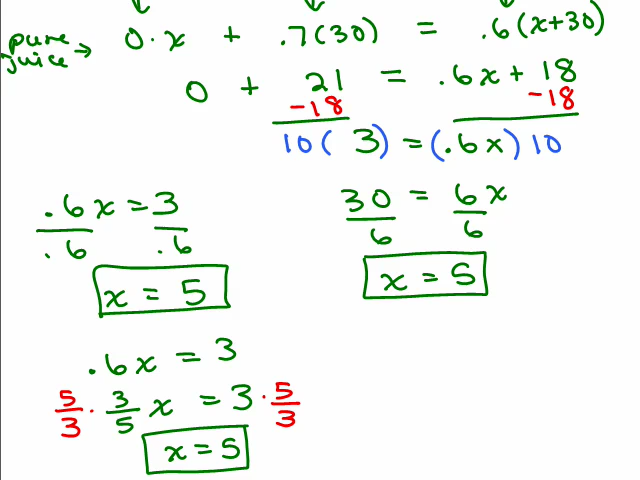 pure juice → 0·x + .7(30) = .6(x+30)
0 + 21 = .6x + 18
-18 -18
10( 3) = (.6x)10
.6x = 3
.6 .6
x = 5
30 = 6x
6 6
x = 5
.6x = 3
5/3 · 3/5 x = 3 · 5/3
x = 5